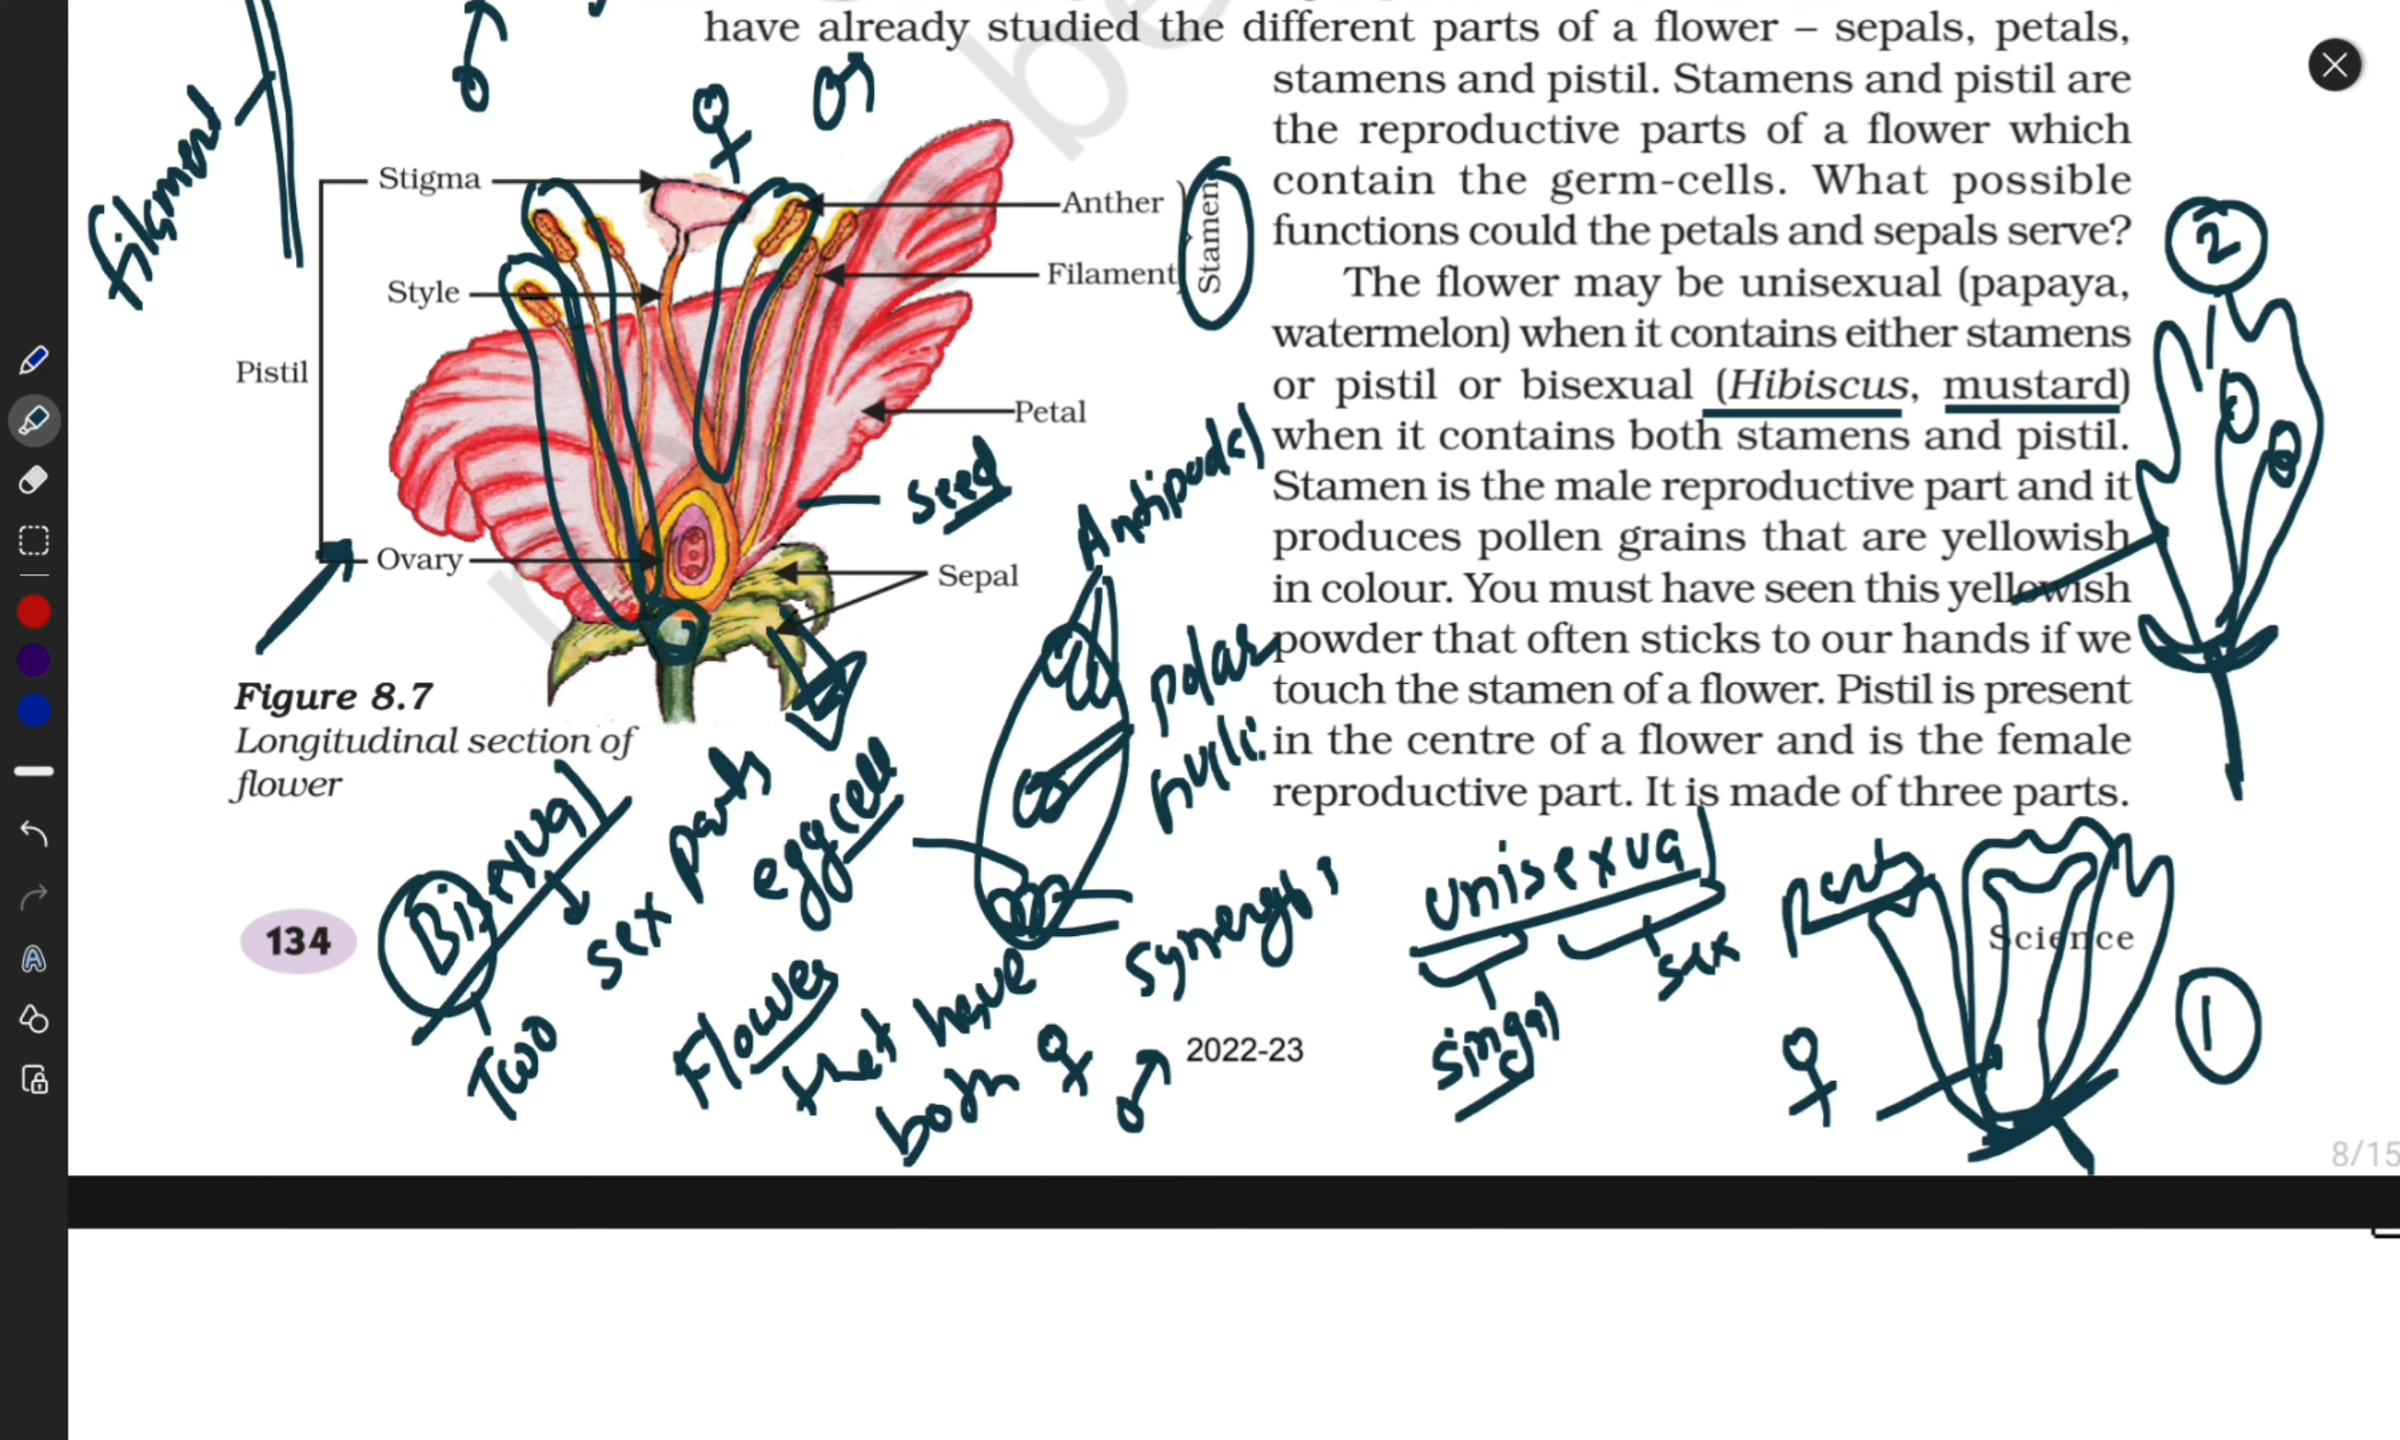 have already studied the different parts of a flower – sepals, petals,
stamens and pistil. Stamens and pistil are
the reproductive parts of a flower which
contain the germ-cells. What possible
functions could the petals and sepals serve?
The flower may be unisexual (papaya,
watermelon) when it contains either stamens
or pistil or bisexual (Hibiscus, mustard)
when it contains both stamens and pistil.
Stamen is the male reproductive part and it
produces pollen grains that are yellowish
in colour. You must have seen this yellowish
powder that often sticks to our hands if we
touch the stamen of a flower. Pistil is present
in the centre of a flower and is the female
reproductive part. It is made of three parts.
filament
♀
Stigma
Style
Pistil
Ovary
Anther
Filament
Stamen
Petal
Seed
Sepal
Antipodal
polar
nucli.
egg cell
synergy
Figure 8.7
Longitudinal section of
flower
Bisexual
Two
sex parts
Flower
that have
both ♀ ♂
unisexual
singal
sex
parts
♀
2
1
134
Science
2022-23
8/15